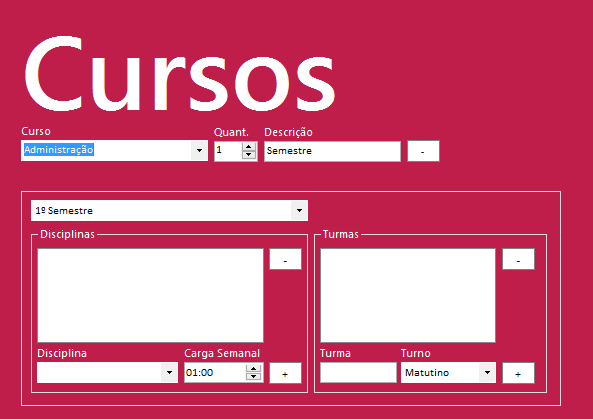 Cursos
Curso Quant. Descrição
Administração 1 Semestre -
1º Semestre
Disciplinas Turmas
- -
Disciplina Carga Semanal Turma Turno
01:00 + Matutino +